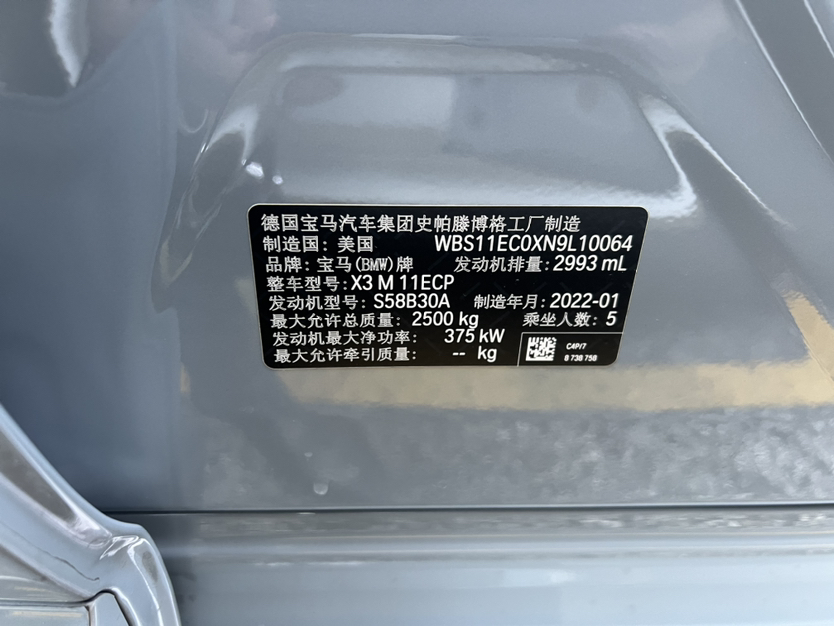 德国宝马汽车集团史帕滕博格工厂制造
制造国: 美国 WBS11EC0XN9L10064
品牌: 宝马(BMW)牌 发动机排量: 2993 mL
整车型号: X3 M 11ECP
发动机型号: S58B30A 制造年月: 2022-01
最大允许总质量: 2500 kg 乘坐人数: 5
发动机最大净功率: 375 kW
最大允许牵引质量: -- kg
C4P/7
8 738 758